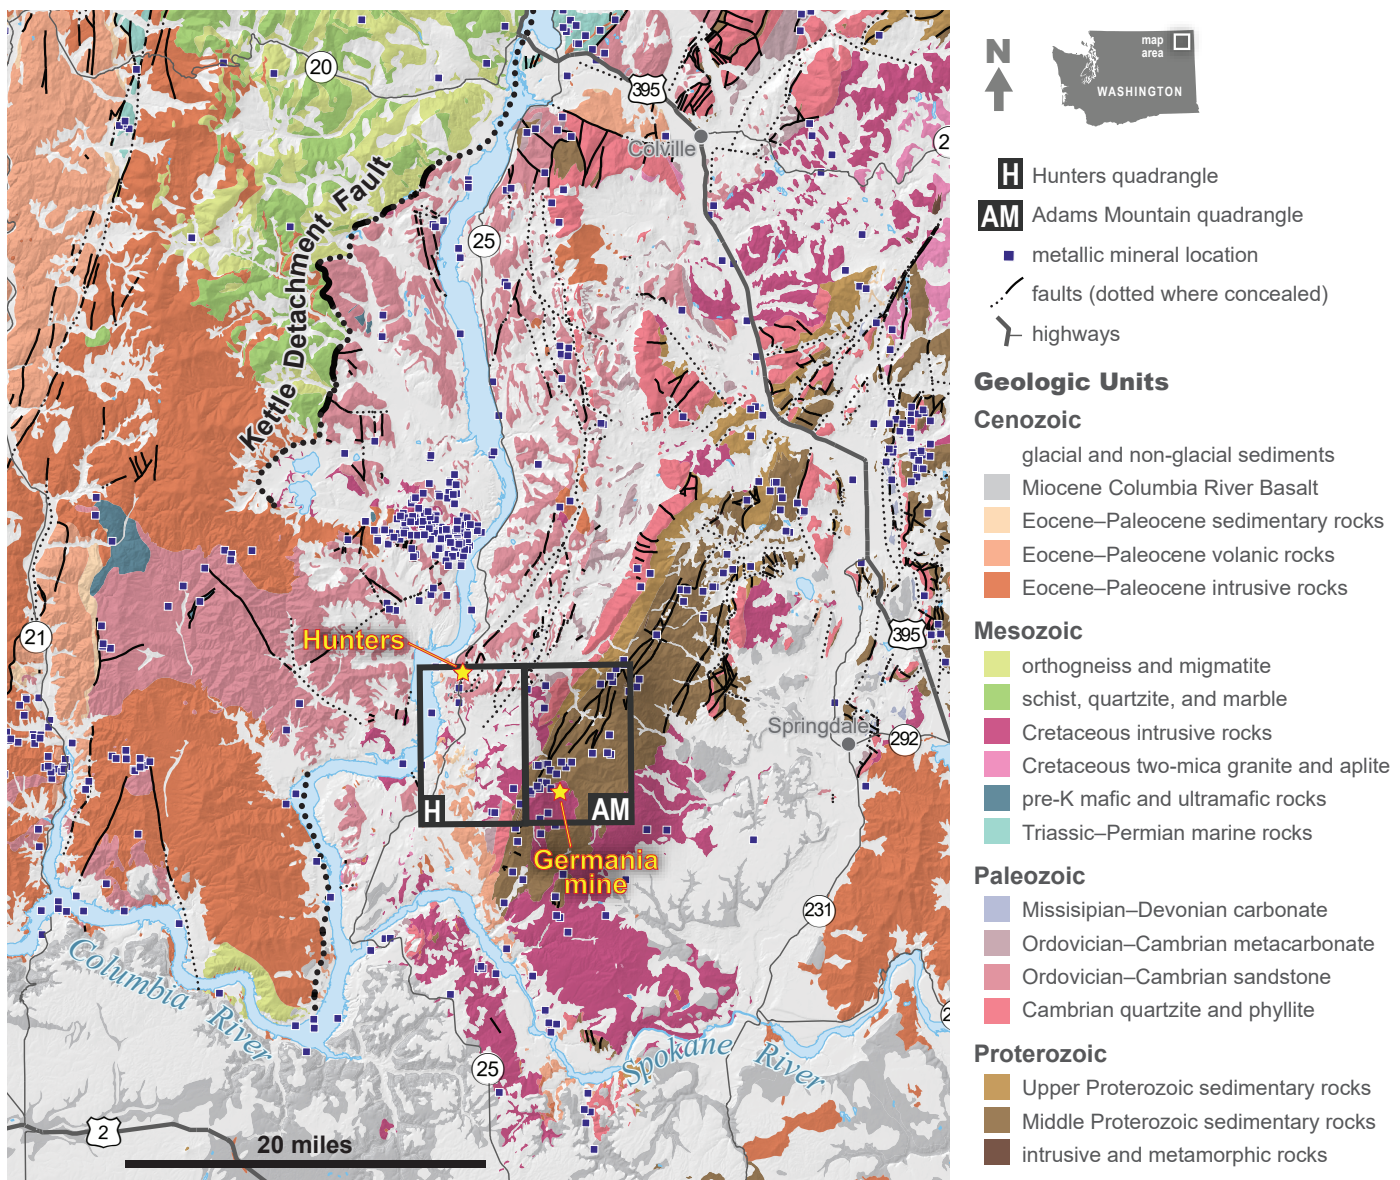 20
395
Colville
2
25
Kettle Detachment Fault
21
Hunters
395
Springdale
292
H
AM
Germania
mine
231
Columbia River
2
Spokane River
25
2
20 miles
N
map
area
WASHINGTON
H Hunters quadrangle
AM Adams Mountain quadrangle
metallic mineral location
faults (dotted where concealed)
highways
Geologic Units
Cenozoic
glacial and non-glacial sediments
Miocene Columbia River Basalt
Eocene–Paleocene sedimentary rocks
Eocene–Paleocene volanic rocks
Eocene–Paleocene intrusive rocks
Mesozoic
orthogneiss and migmatite
schist, quartzite, and marble
Cretaceous intrusive rocks
Cretaceous two-mica granite and aplite
pre-K mafic and ultramafic rocks
Triassic–Permian marine rocks
Paleozoic
Missisipian–Devonian carbonate
Ordovician–Cambrian metacarbonate
Ordovician–Cambrian sandstone
Cambrian quartzite and phyllite
Proterozoic
Upper Proterozoic sedimentary rocks
Middle Proterozoic sedimentary rocks
intrusive and metamorphic rocks